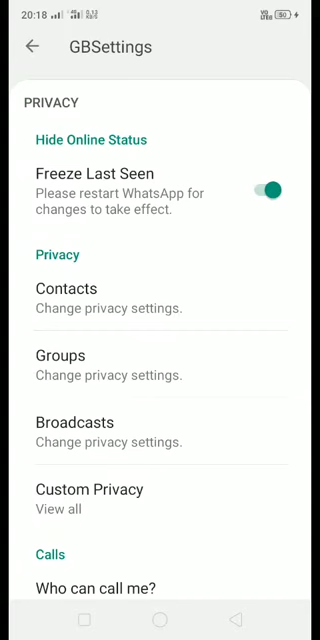 20:18
GBSettings
PRIVACY
Hide Online Status
Freeze Last Seen
Please restart WhatsApp for
changes to take effect.
Privacy
Contacts
Change privacy settings.
Groups
Change privacy settings.
Broadcasts
Change privacy settings.
Custom Privacy
View all
Calls
Who can call me?